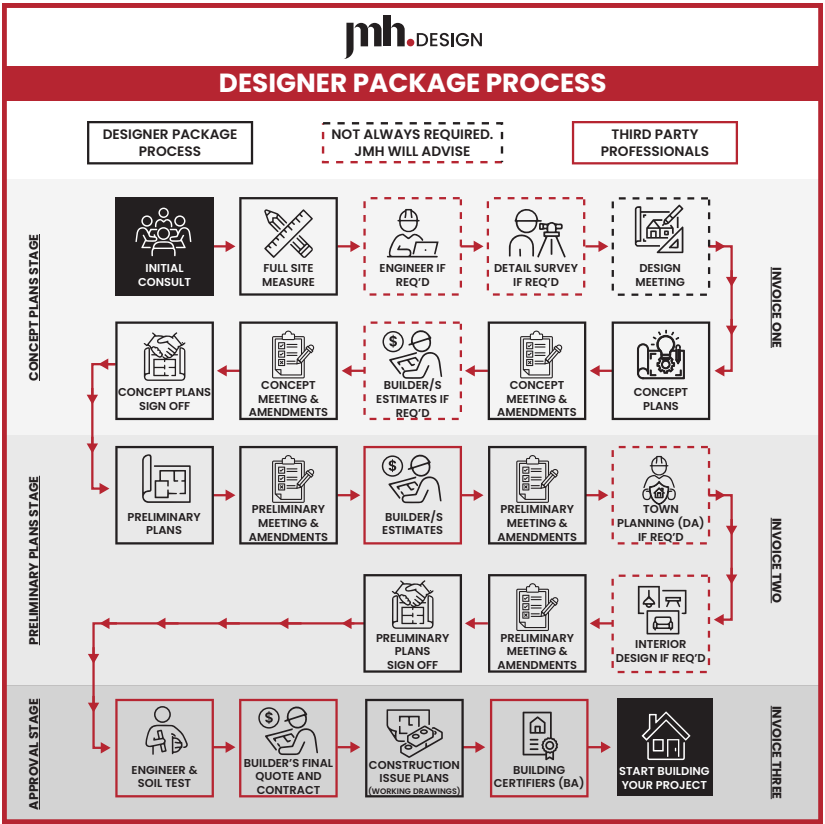 jmh.DESIGN
DESIGNER PACKAGE PROCESS
DESIGNER PACKAGE
PROCESS
NOT ALWAYS REQUIRED.
JMH WILL ADVISE
THIRD PARTY
PROFESSIONALS
CONCEPT PLANS STAGE
INITIAL
CONSULT
FULL SITE
MEASURE
ENGINEER IF
REQ'D
DETAIL SURVEY
IF REQ'D
DESIGN
MEETING
INVOICE ONE
CONCEPT PLANS
SIGN OFF
CONCEPT
MEETING &
AMENDMENTS
$
BUILDER/S
ESTIMATES IF
REQ'D
CONCEPT
MEETING &
AMENDMENTS
CONCEPT
PLANS
PRELIMINARY PLANS STAGE
PRELIMINARY
PLANS
PRELIMINARY
MEETING &
AMENDMENTS
$
BUILDER/S
ESTIMATES
PRELIMINARY
MEETING &
AMENDMENTS
TOWN
PLANNING (DA)
IF REQ'D
INVOICE TWO
PRELIMINARY
PLANS
SIGN OFF
PRELIMINARY
MEETING &
AMENDMENTS
INTERIOR
DESIGN IF REQ'D
APPROVAL STAGE
ENGINEER &
SOIL TEST
$
BUILDER'S FINAL
QUOTE AND
CONTRACT
CONSTRUCTION
ISSUE PLANS
(WORKING DRAWINGS)
BUILDING
CERTIFIERS (BA)
START BUILDING
YOUR PROJECT
INVOICE THREE